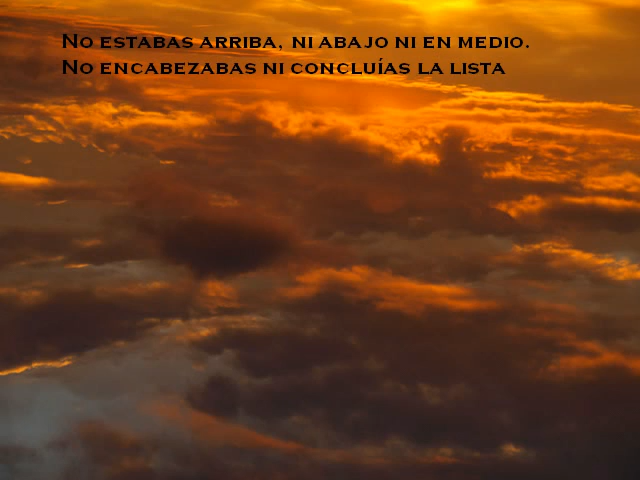 No estabas arriba, ni abajo ni en medio.
No encabezabas ni concluías la lista